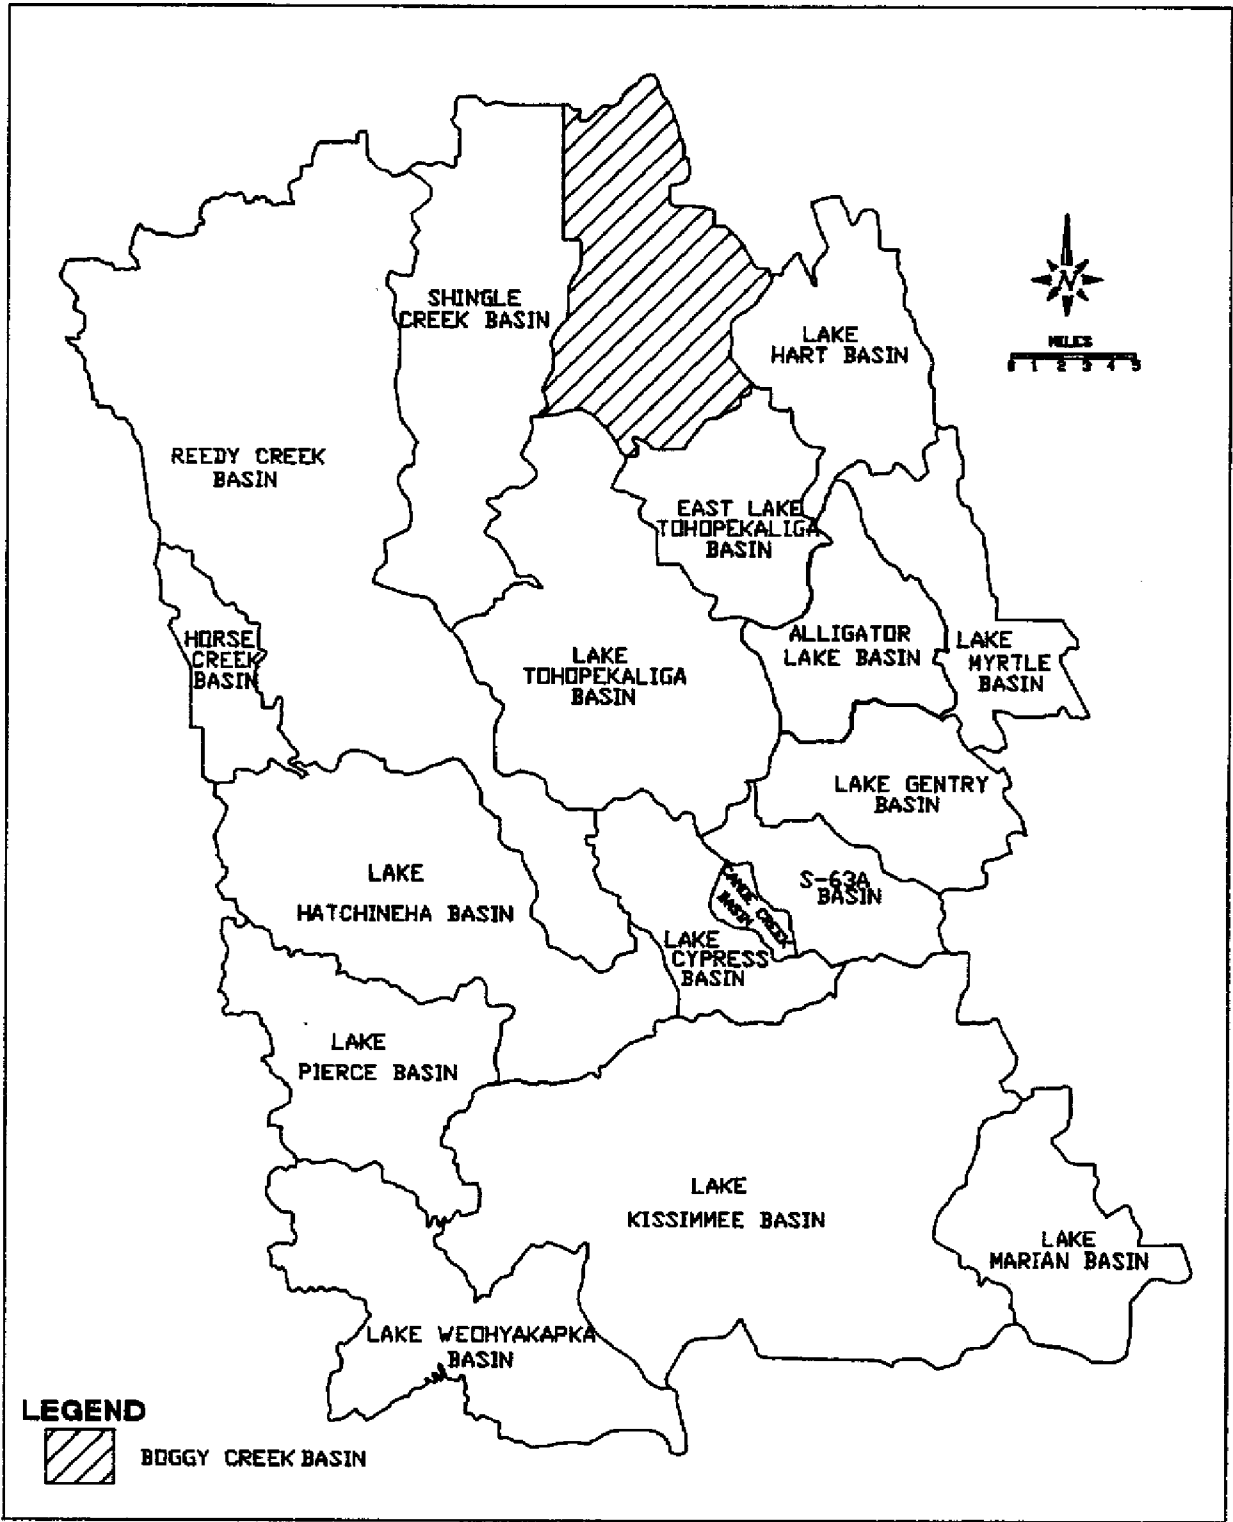 SHINGLE
CREEK BASIN
LAKE
HART BASIN
N
MILES
0 1 2 3 4 5
REEDY CREEK
BASIN
EAST LAKE
TOHOPEKALIGA
BASIN
HORSE
CREEK
BASIN
LAKE
TOHOPEKALIGA
BASIN
ALLIGATOR
LAKE BASIN
LAKE
MYRTLE
BASIN
LAKE GENTRY
BASIN
LAKE
HATCHINEHA BASIN
CANOE CREEK
BASIN
S-63A
BASIN
LAKE
CYPRESS
BASIN
LAKE
PIERCE BASIN
LAKE
KISSIMMEE BASIN
LAKE
MARIAN BASIN
LAKE WEOHYAKAPKA
BASIN
LEGEND
BOGGY CREEK BASIN